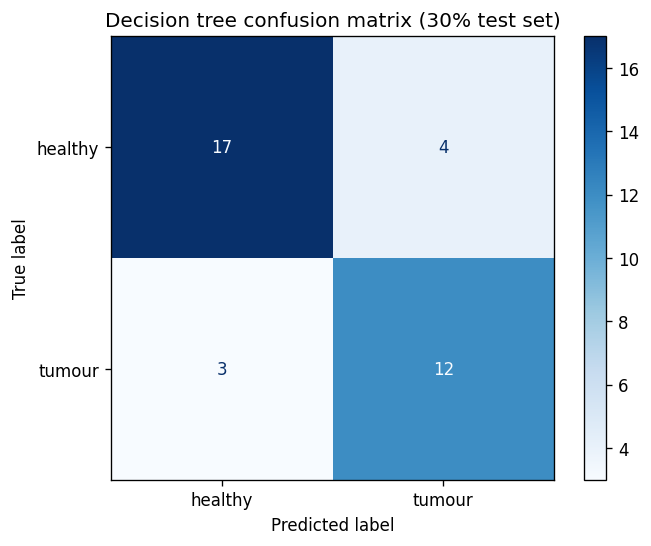 Decision tree confusion matrix (30% test set)
True label
healthy
17
4
tumour
3
12
healthy
tumour
Predicted label
16
14
12
10
8
6
4